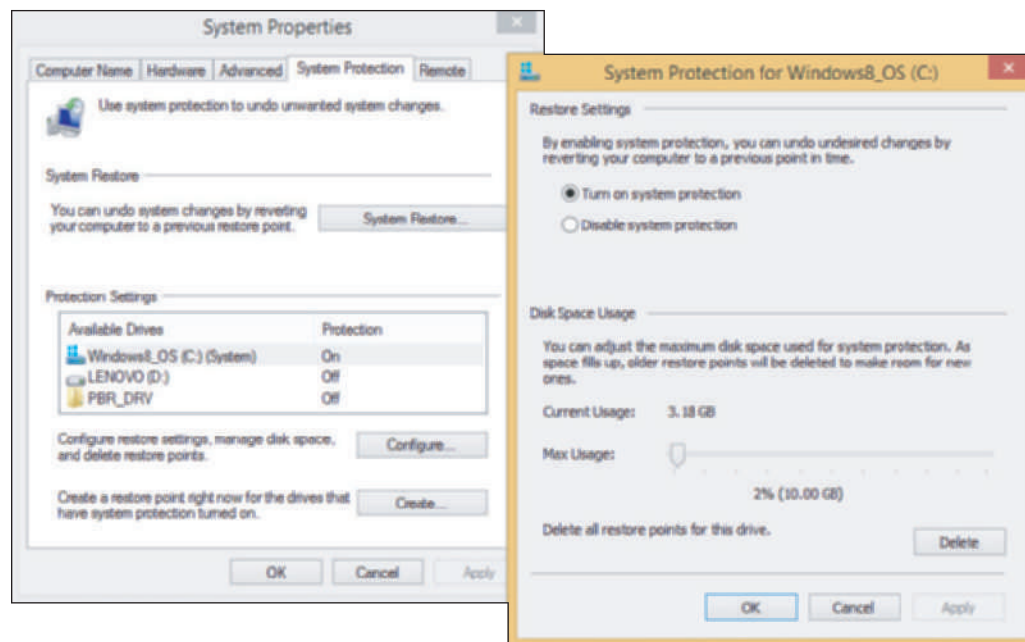 System Properties
Computer Name Hardware Advanced System Protection Remote
Use system protection to undo unwanted system changes.
System Restore
You can undo system changes by reverting
your computer to a previous restore point.
System Restore...
Protection Settings
Available Drives Protection
Windows8_OS (C:) (System) On
LENOVO (D:) Off
PBR_DRV Off
Configure restore settings, manage disk space,
and delete restore points.
Configure...
Create a restore point right now for the drives that
have system protection turned on.
Create...
OK Cancel Apply
System Protection for Windows8_OS (C:)
Restore Settings
By enabling system protection, you can undo undesired changes by
reverting your computer to a previous point in time.
Turn on system protection
Disable system protection
Disk Space Usage
You can adjust the maximum disk space used for system protection. As
space fills up, older restore points will be deleted to make room for new
ones.
Current Usage: 3.18 GB
Max Usage:
2% (10.00 GB)
Delete all restore points for this drive.
Delete
OK Cancel Apply